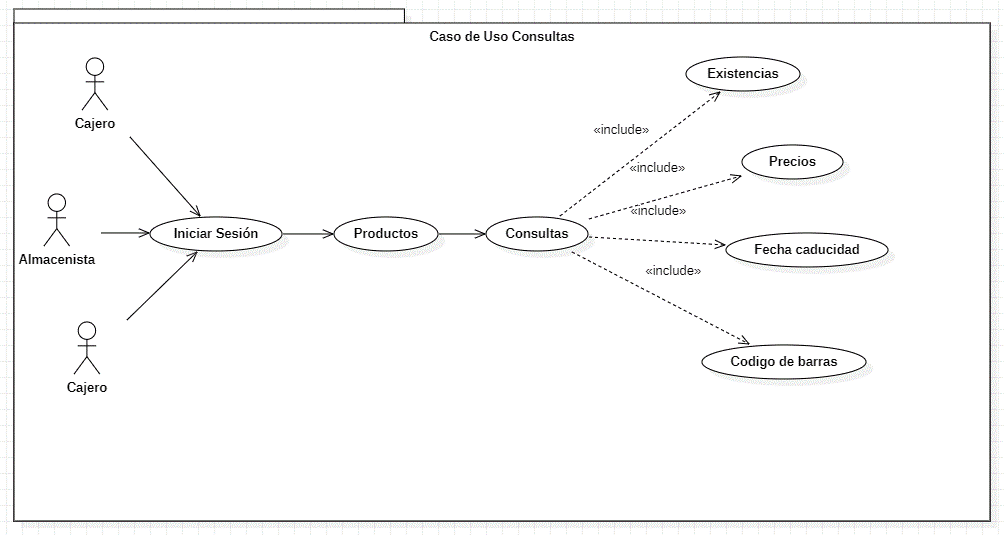 Caso de Uso Consultas
Cajero
Almacenista
Cajero
Iniciar Sesión
Productos
Consultas
«include»
«include»
«include»
«include»
Existencias
Precios
Fecha caducidad
Codigo de barras